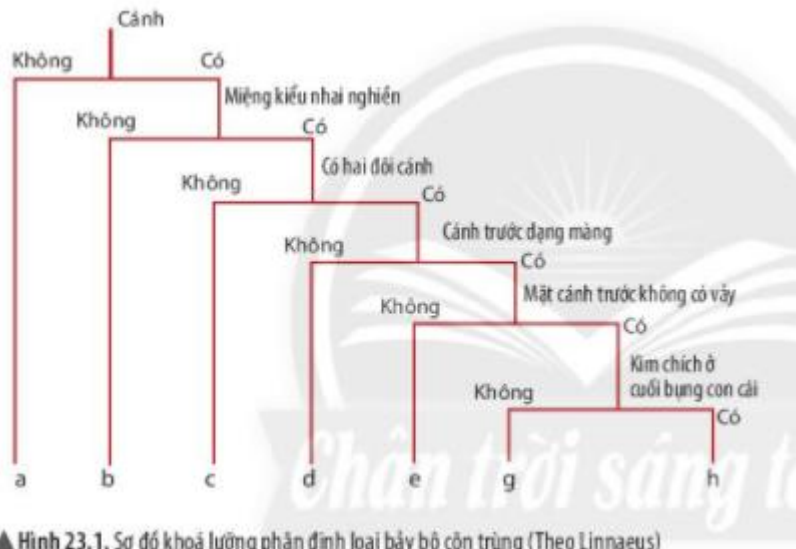 Cánh
Không Có
Miệng kiểu nhai nghiền
Không Có
Có hai đôi cánh
Không Có
Cánh trước dạng màng
Không Có
Mặt cánh trước không có vảy
Không Có
Kim chích ở
cuối bụng con cái
Không Có
a b c d e g h
Chân trời sáng t
▲ Hình 23.1. Sơ đồ khoá lưỡng phân định loại bảy bộ côn trùng (Theo Linnaeus)